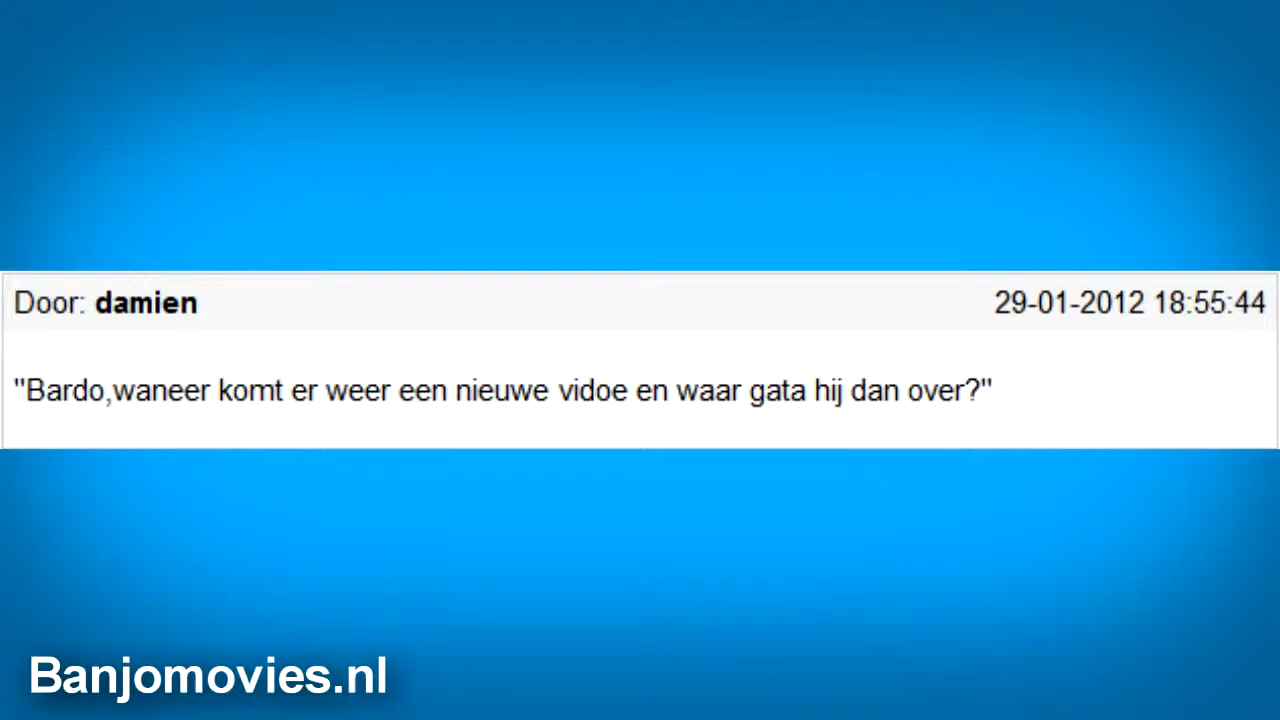 Door: damien 29-01-2012 18:55:44
"Bardo,waneer komt er weer een nieuwe vidoe en waar gata hij dan over?"
Banjomovies.nl